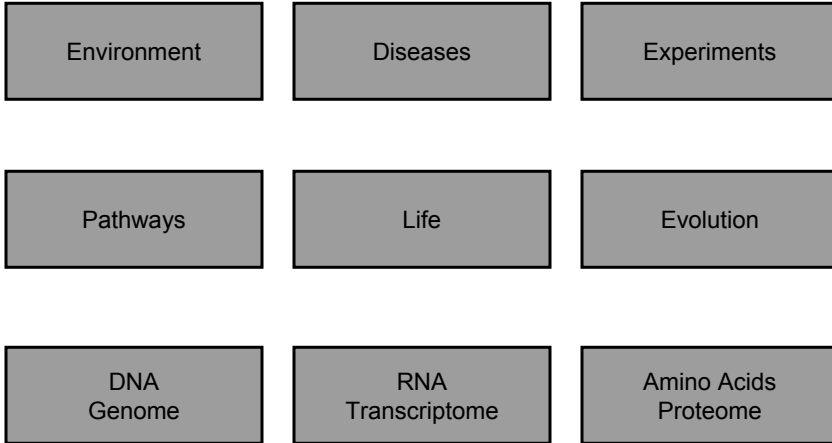 Environment
Diseases
Experiments
Pathways
Life
Evolution
DNA
Genome
RNA
Transcriptome
Amino Acids
Proteome